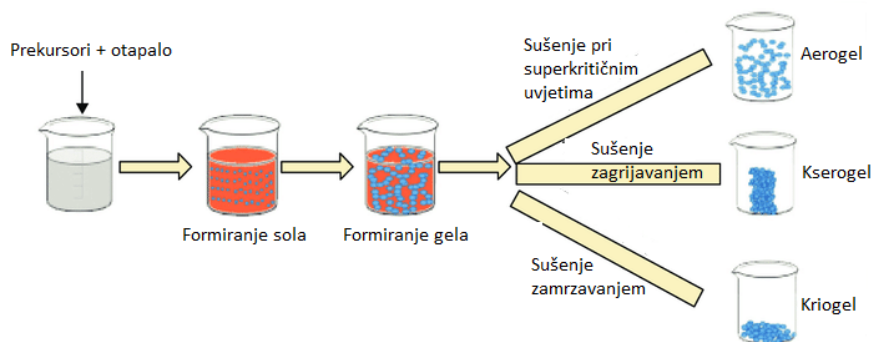 Prekursori + otapalo
Formiranje sola
Formiranje gela
Sušenje pri
superkritičnim
uvjetima
Aerogel
Sušenje
zagrijavanjem
Kserogel
Sušenje
zamrzavanjem
Kriogel